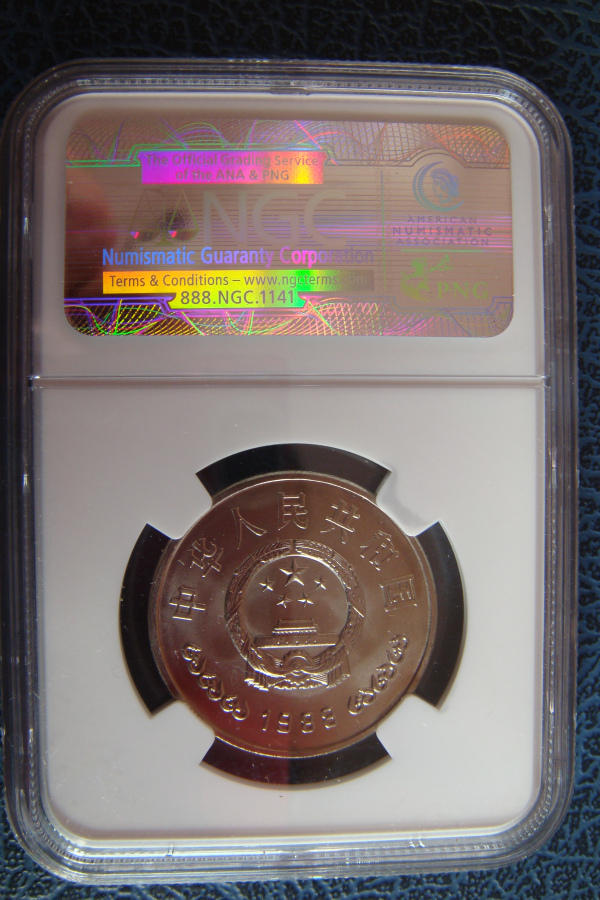 The Official Grading Service
of the ANA & PNG
NGC
Numismatic Guaranty Corporation
Terms & Conditions – www.ngcterms.com
888.NGC.1141
AMERICAN
NUMISMATIC
ASSOCIATION
PNG
中华人民共和国
1988